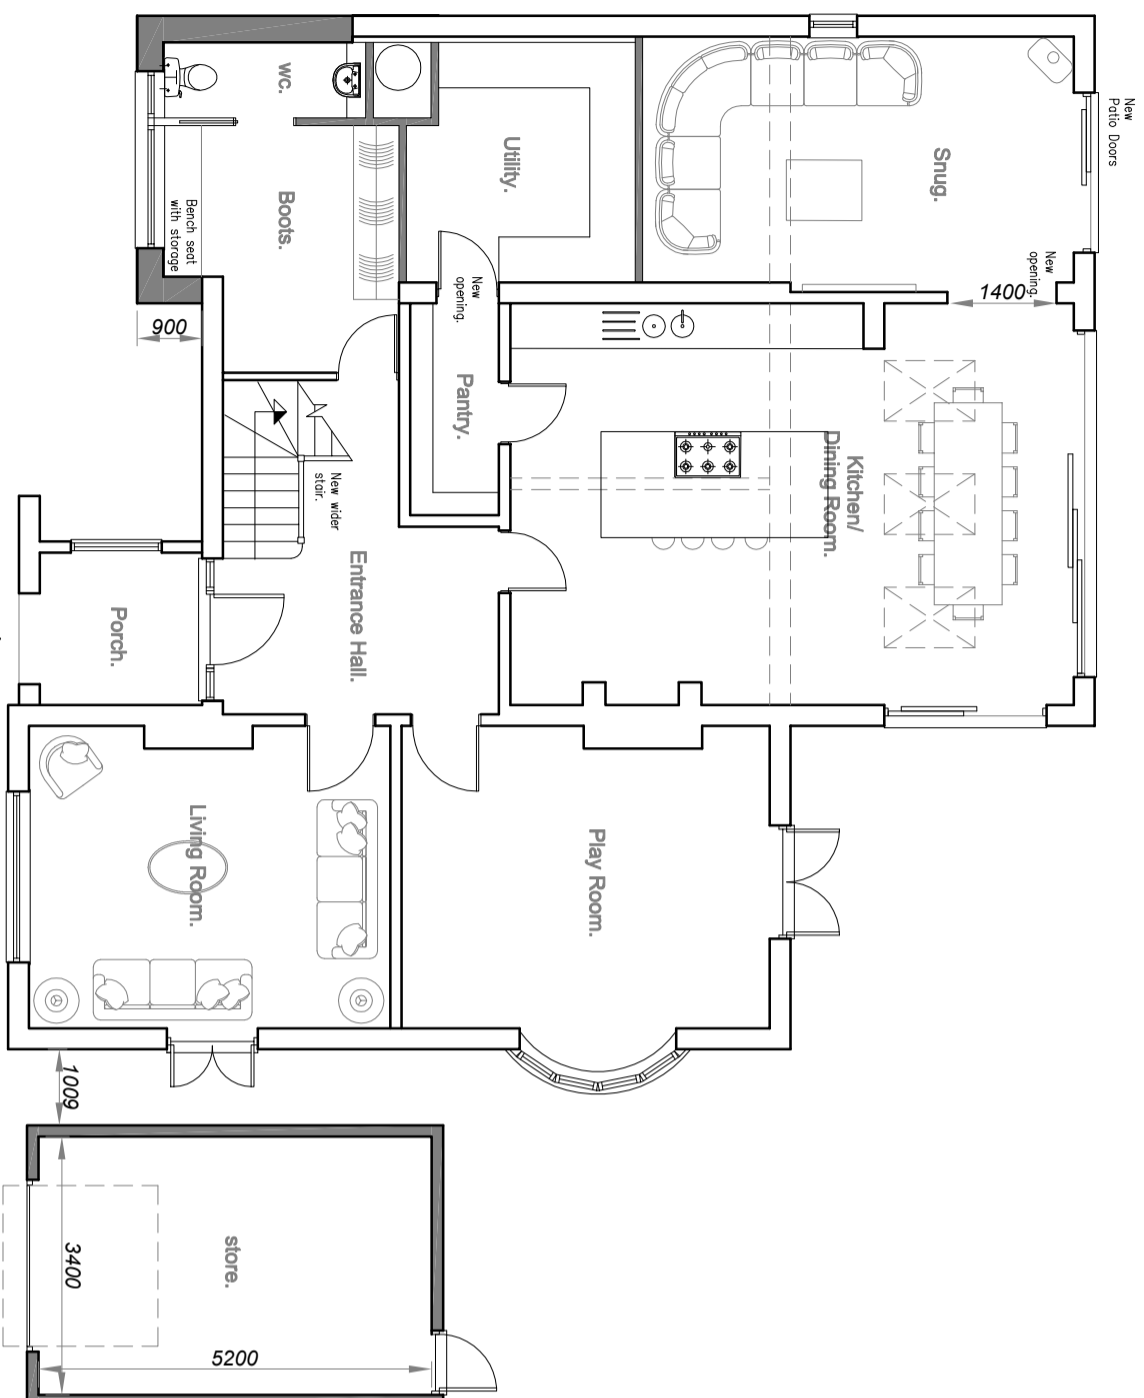 New
Patio Doors
Snug.
New
opening.
1400
wc.
Utility.
Boots.
Bench seat
with storage
900
New
opening.
Pantry.
Kitchen/
Dining Room.
New wider
stair.
Entrance Hall.
Porch.
Living Room.
Play Room.
1009
3400
store.
5200